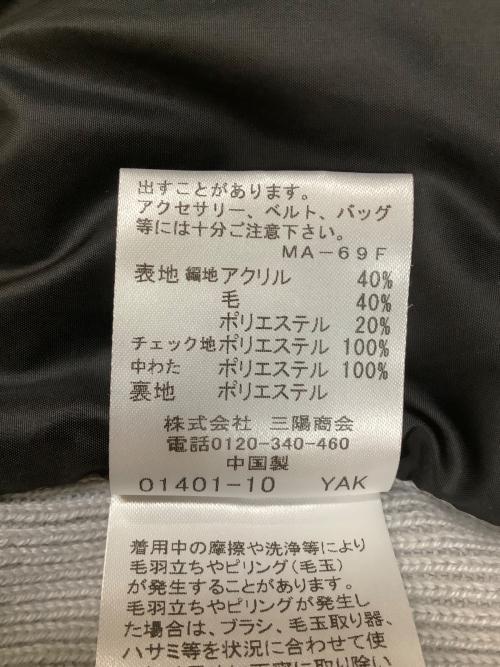 出すことがあります。
アクセサリー、ベルト、バッグ
等には十分ご注意下さい。
MA-69F
表地 編地 アクリル 40%
毛 40%
ポリエステル 20%
チェック地 ポリエステル 100%
中わた ポリエステル 100%
裏地 ポリエステル
株式会社 三陽商会
電話0120-340-460
中国製
01401-10 YAK
着用中の摩擦や洗浄等により
毛羽立ちやピリング(毛玉)
が発生することがあります。
毛羽立ちやピリングが発生し
た場合は、ブラシ、毛玉取り器、
ハサミ等を状況に合わせて使